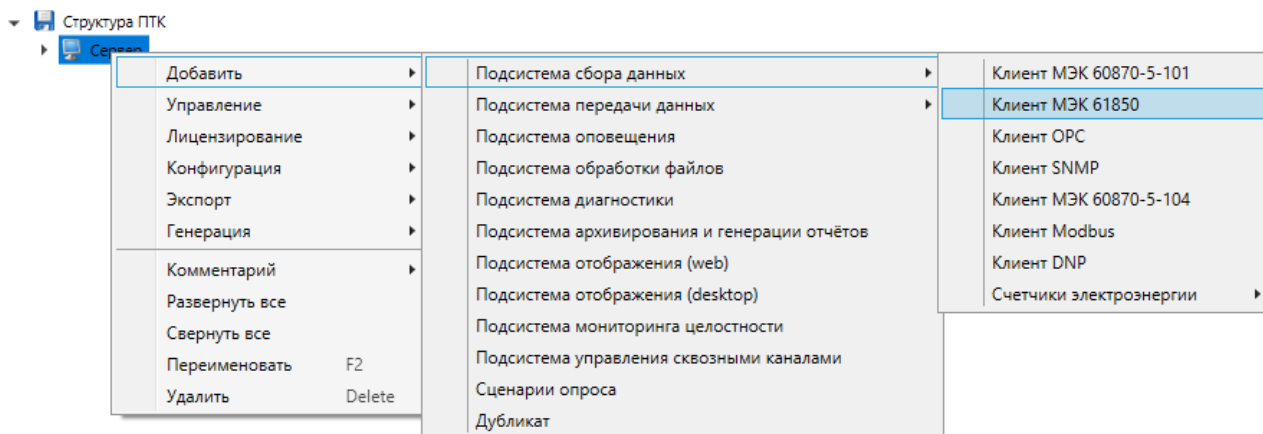 Структура ПТК
Сервер
Добавить
Управление
Лицензирование
Конфигурация
Экспорт
Генерация
Комментарий
Развернуть все
Свернуть все
Переименовать F2
Удалить Delete
Подсистема сбора данных
Подсистема передачи данных
Подсистема оповещения
Подсистема обработки файлов
Подсистема диагностики
Подсистема архивирования и генерации отчётов
Подсистема отображения (web)
Подсистема отображения (desktop)
Подсистема мониторинга целостности
Подсистема управления сквозными каналами
Сценарии опроса
Дубликат
Клиент МЭК 60870-5-101
Клиент МЭК 61850
Клиент OPC
Клиент SNMP
Клиент МЭК 60870-5-104
Клиент Modbus
Клиент DNP
Счетчики электроэнергии